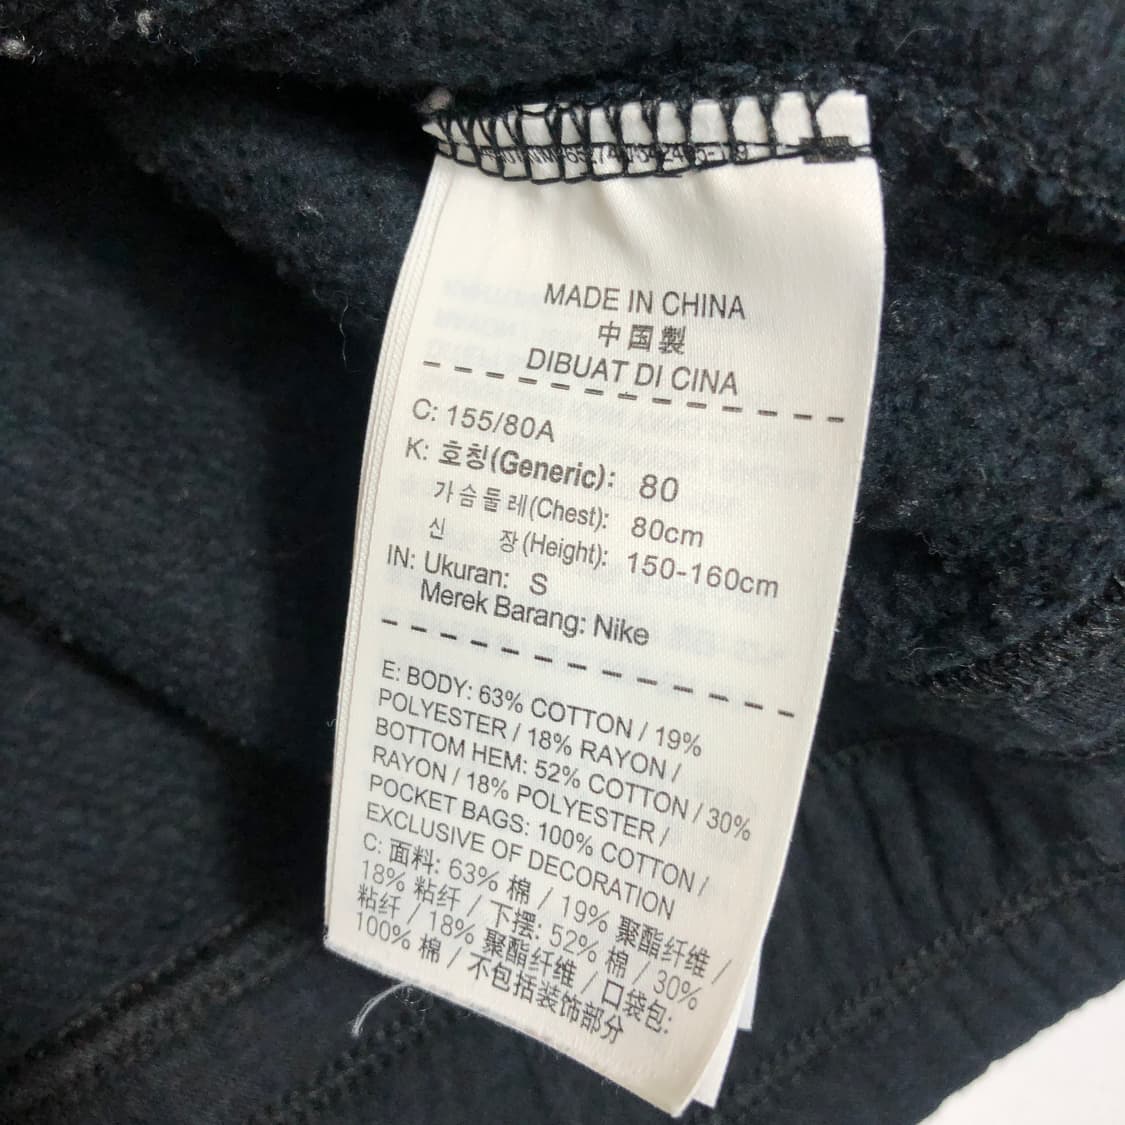 MADE IN CHINA
中国製
DIBUAT DI CINA
C: 155/80A
K: 호칭(Generic): 80
가슴둘레(Chest): 80cm
신 장(Height): 150-160cm
IN: Ukuran: S
Merek Barang: Nike
E: BODY: 63% COTTON / 19%
POLYESTER / 18% RAYON /
BOTTOM HEM: 52% COTTON / 30%
RAYON / 18% POLYESTER /
POCKET BAGS: 100% COTTON /
EXCLUSIVE OF DECORATION
C: 面料: 63% 棉 / 19% 聚酯纤维 /
18% 粘纤 / 下摆: 52% 棉 / 30%
粘纤 / 18% 聚酯纤维 / 口袋包:
100% 棉 / 不包括装饰部分